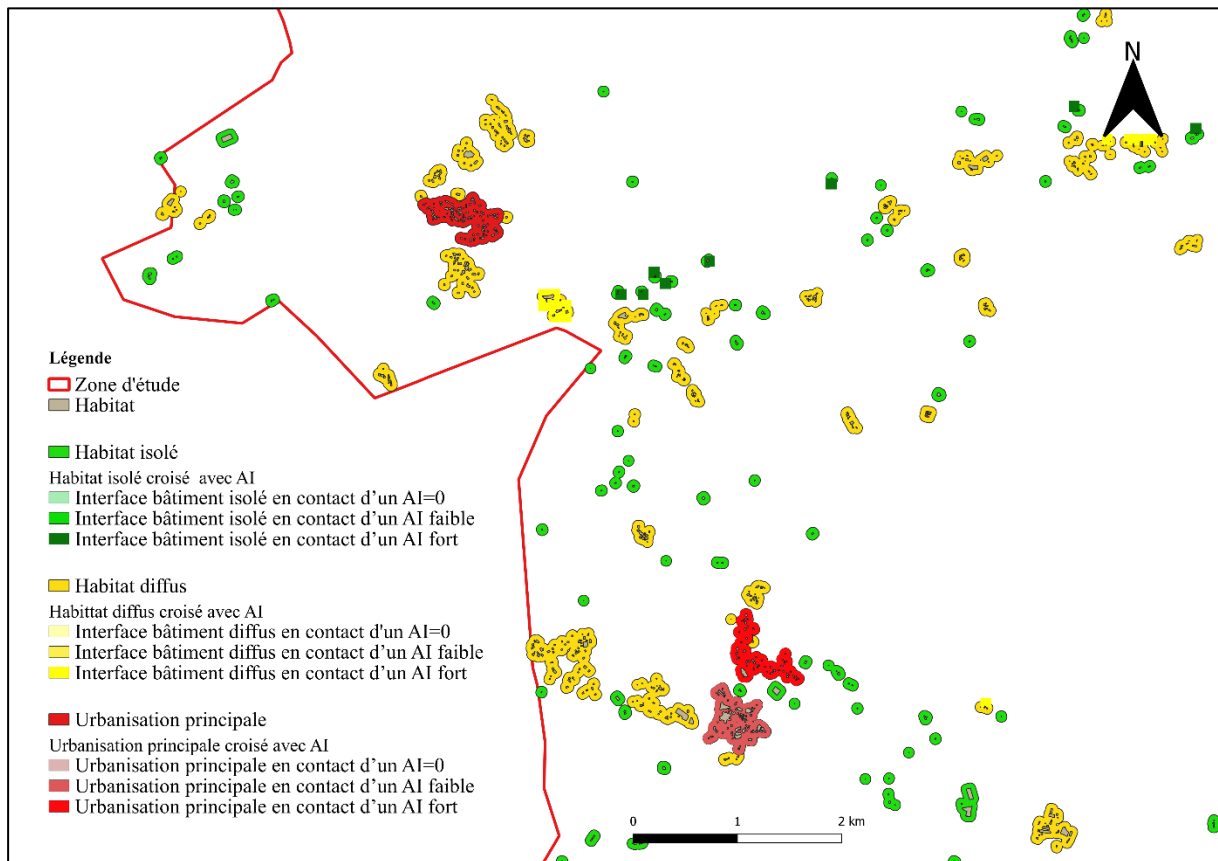 N
Légende
Zone d'étude
Habitat
Habitat isolé
Habitat isolé croisé avec AI
Interface bâtiment isolé en contact d’un AI=0
Interface bâtiment isolé en contact d’un AI faible
Interface bâtiment isolé en contact d’un AI fort
Habitat diffus
Habittat diffus croisé avec AI
Interface bâtiment diffus en contact d'un AI=0
Interface bâtiment diffus en contact d’un AI faible
Interface bâtiment diffus en contact d’un AI fort
Urbanisation principale
Urbanisation principale croisé avec AI
Urbanisation principale en contact d’un AI=0
Urbanisation principale en contact d’un AI faible
Urbanisation principale en contact d’un AI fort
0 1 2 km